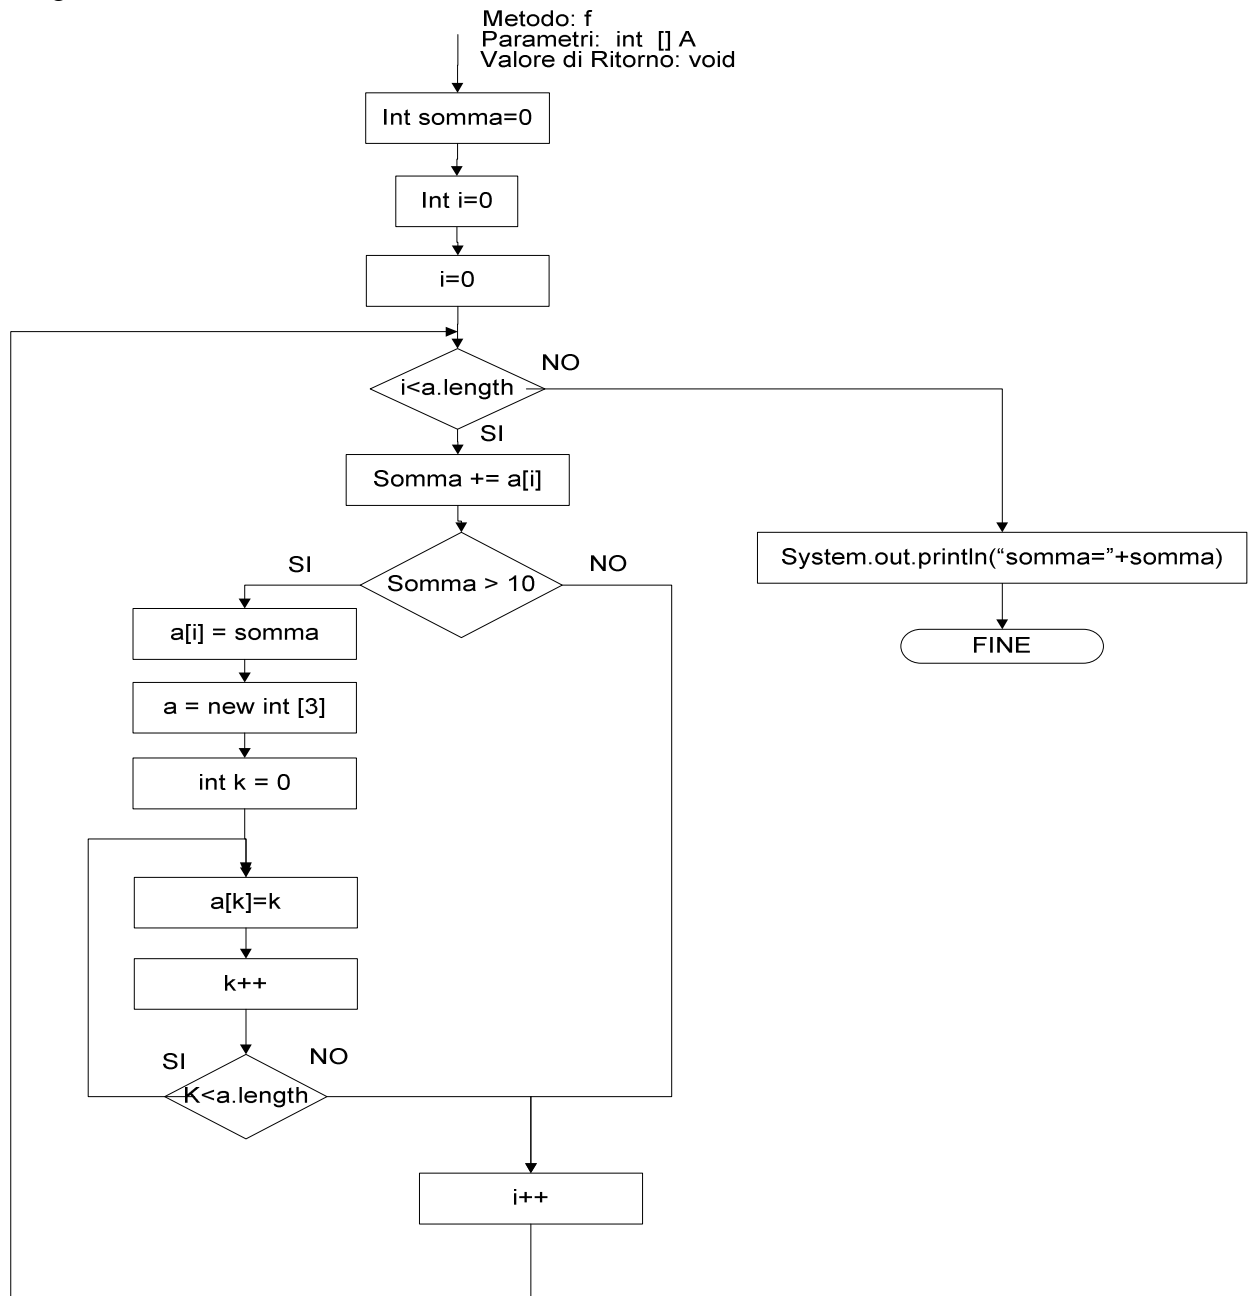 Metodo: f
Parametri: int [] A
Valore di Ritorno: void
Int somma=0
Int i=0
i=0
i<a.length
NO
SI
Somma += a[i]
Somma > 10
SI
NO
System.out.println(“somma=”+somma)
FINE
a[i] = somma
a = new int [3]
int k = 0
a[k]=k
k++
K<a.length
SI
NO
i++